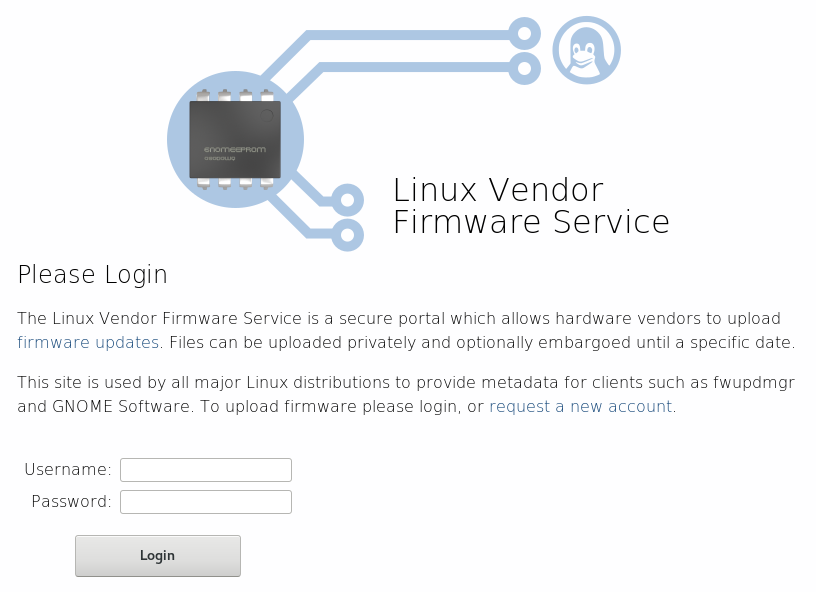 ENOMEEPROM
Linux Vendor
Firmware Service
Please Login
The Linux Vendor Firmware Service is a secure portal which allows hardware vendors to upload
firmware updates. Files can be uploaded privately and optionally embargoed until a specific date.
This site is used by all major Linux distributions to provide metadata for clients such as fwupdmgr
and GNOME Software. To upload firmware please login, or request a new account.
Username:
Password:
Login